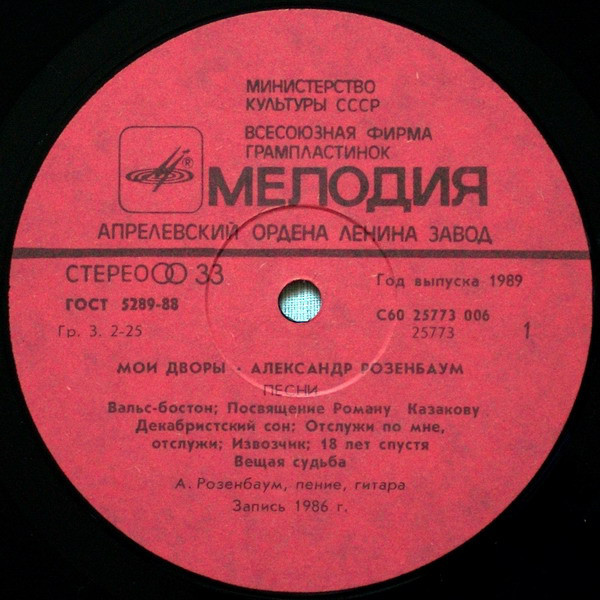 МИНИСТЕРСТВО
КУЛЬТУРЫ СССР
ВСЕСОЮЗНАЯ ФИРМА
ГРАМПЛАСТИНОК
® МЕЛОДИЯ
АПРЕЛЕВСКИЙ ОРДЕНА ЛЕНИНА ЗАВОД
СТЕРЕО 33
Год выпуска 1989
ГОСТ 5289-88
С60 25773 006
Гр. 3. 2-25
25773
1
МОИ ДВОРЫ · АЛЕКСАНДР РОЗЕНБАУМ
ПЕСНИ
Вальс-бостон; Посвящение Роману Казакову
Декабристский сон; Отслужи по мне,
отслужи; Извозчик; 18 лет спустя
Вещая судьба
А. Розенбаум, пение, гитара
Запись 1986 г.